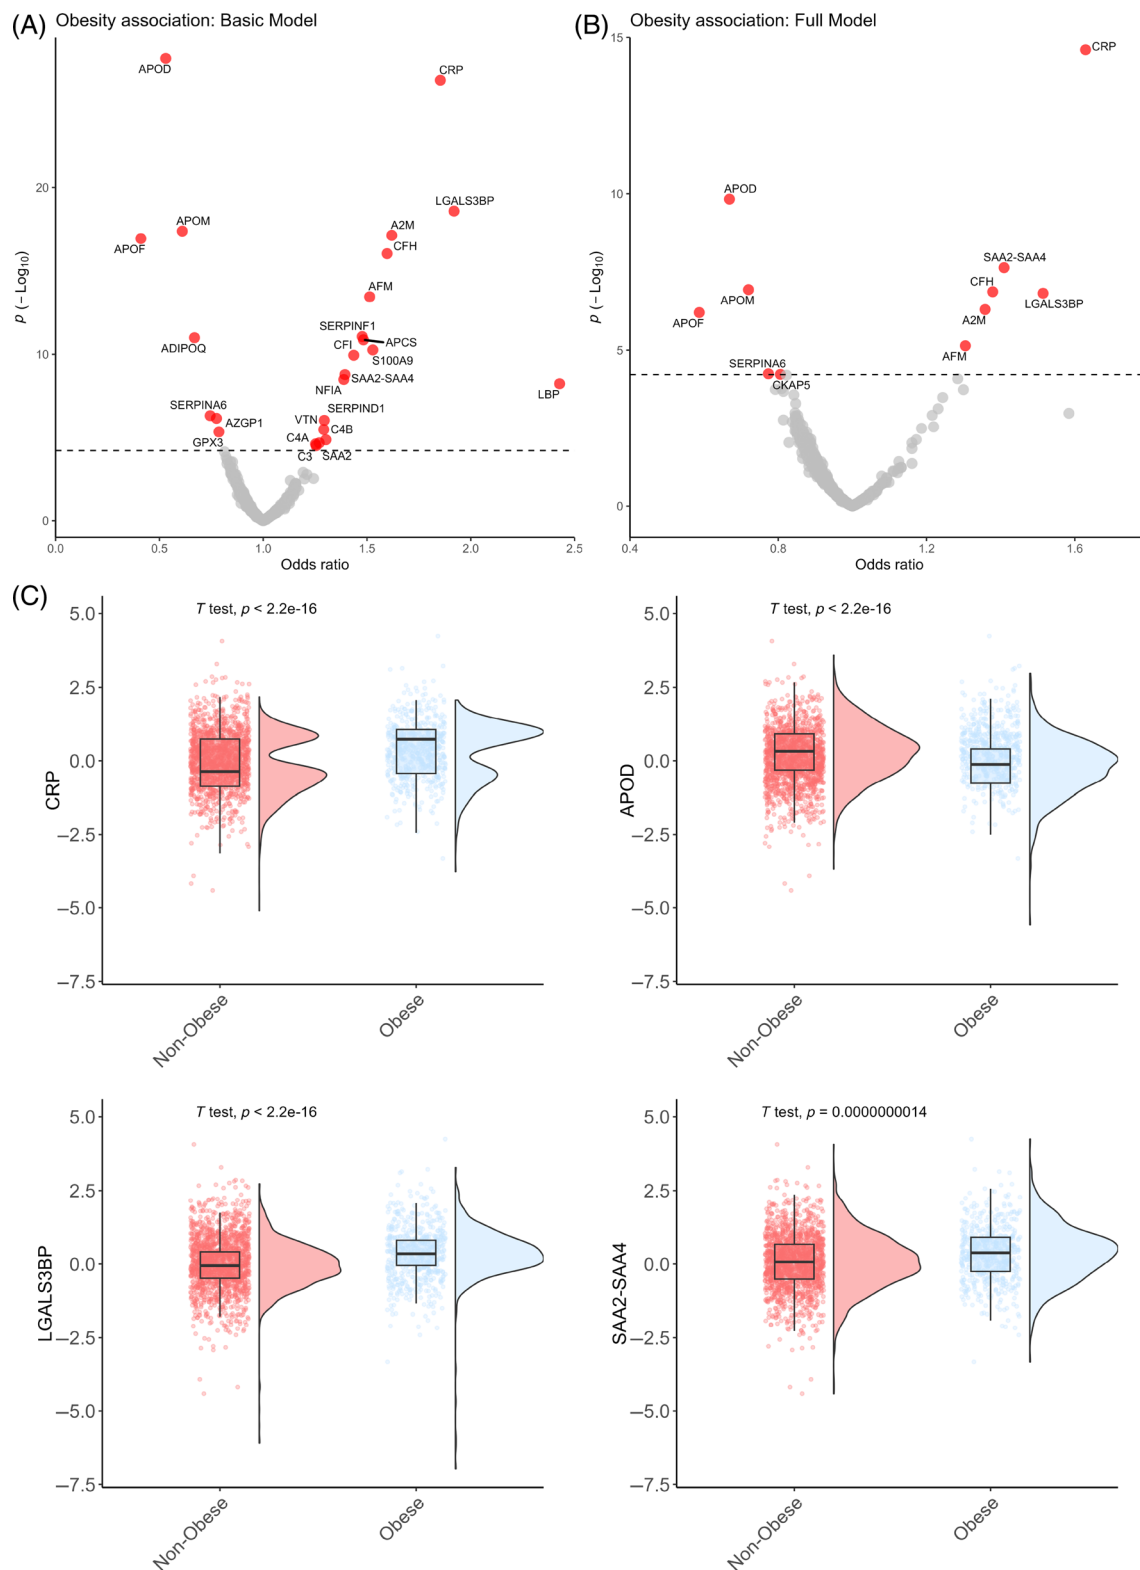 (A) Obesity association: Basic Model
APOD
CRP
20
LGALS3BP
APOM
A2M
APOF
CFH
AFM
SERPINF1
ADIPOQ
CFI
APCS
S100A9
10
SAA2-SAA4
NFIA
LBP
SERPINA6
SERPIND1
VTN
AZGP1
C4B
C4A
GPX3
C3
SAA2
0
p (−Log10)
0.0 0.5 1.0 1.5 2.0 2.5
Odds ratio
(B) Obesity association: Full Model
15
CRP
10
APOD
SAA2-SAA4
CFH
APOM
LGALS3BP
A2M
APOF
AFM
5
SERPINA6
CKAP5
0
p (−Log10)
0.4 0.8 1.2 1.6
Odds ratio
(C)
T test, p < 2.2e-16
5.0
2.5
0.0
−2.5
−5.0
−7.5
CRP
Non-Obese
Obese
T test, p < 2.2e-16
5.0
2.5
0.0
−2.5
−5.0
−7.5
APOD
Non-Obese
Obese
T test, p < 2.2e-16
5.0
2.5
0.0
−2.5
−5.0
−7.5
LGALS3BP
Non-Obese
Obese
T test, p = 0.0000000014
5.0
2.5
0.0
−2.5
−5.0
−7.5
SAA2-SAA4
Non-Obese
Obese